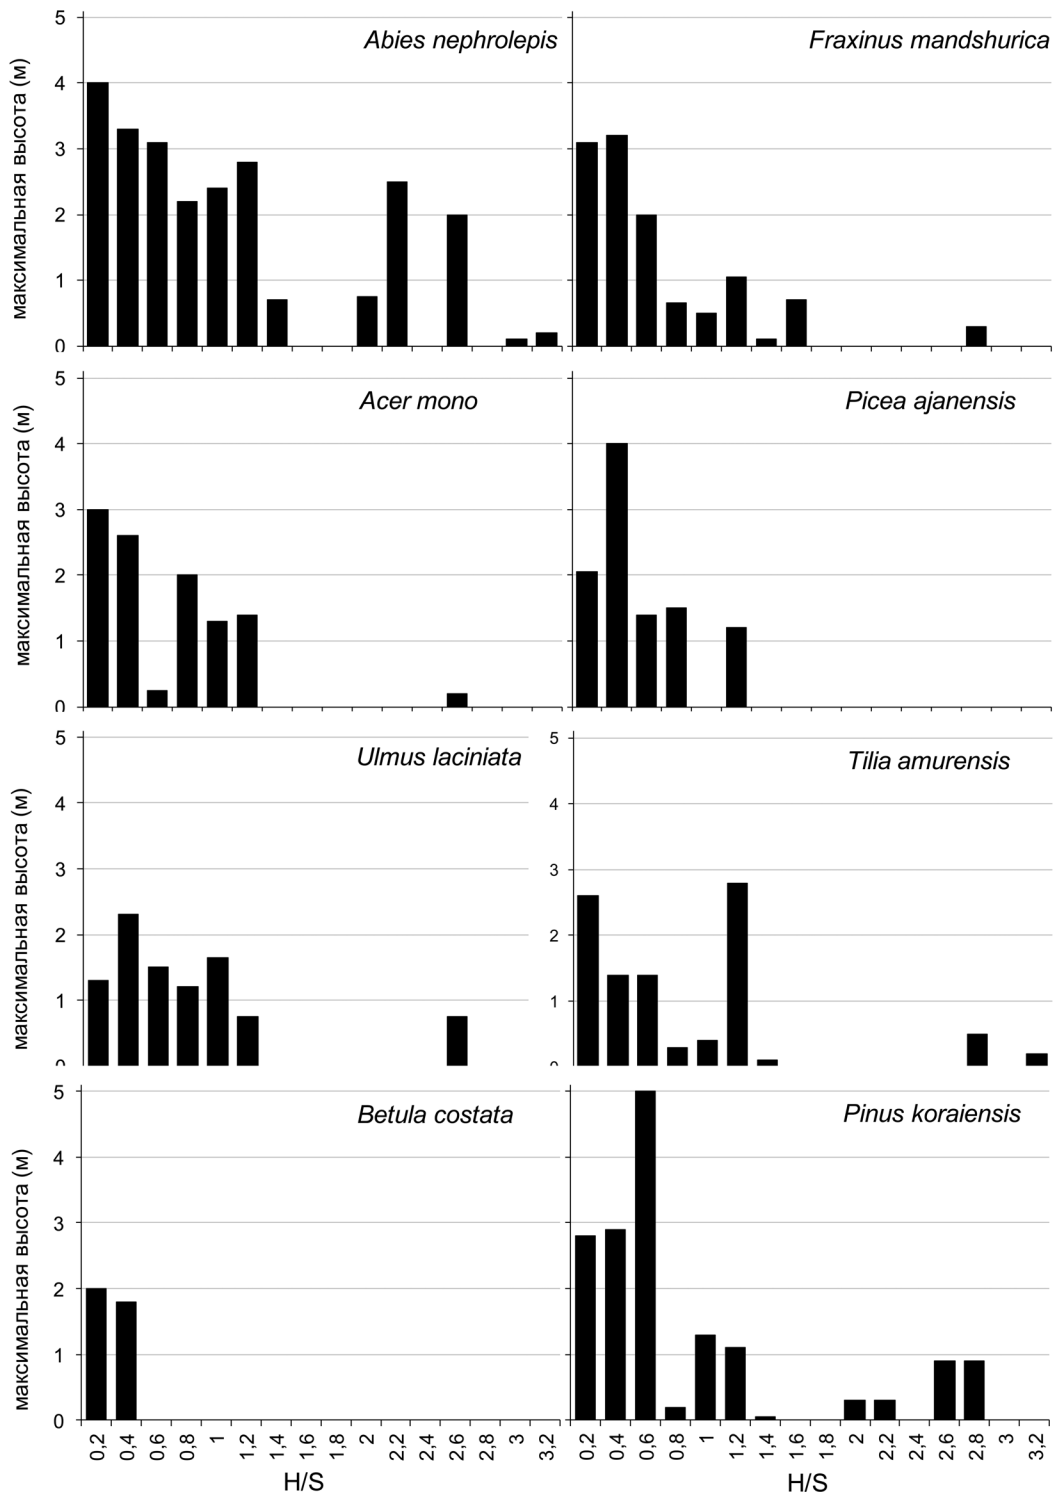 Abies nephrolepis
максимальная высота (м)
5
4
3
2
1
0
Fraxinus mandshurica
Acer mono
максимальная высота (м)
5
4
3
2
1
0
Picea ajanensis
Ulmus laciniata
максимальная высота (м)
5
4
3
2
1
0
Tilia amurensis
5
4
3
2
1
0
Betula costata
максимальная высота (м)
5
4
3
2
1
0
0,2 0,4 0,6 0,8 1 1,2 1,4 1,6 1,8 2 2,2 2,4 2,6 2,8 3 3,2
H/S
Pinus koraiensis
0,2 0,4 0,6 0,8 1 1,2 1,4 1,6 1,8 2 2,2 2,4 2,6 2,8 3 3,2
H/S